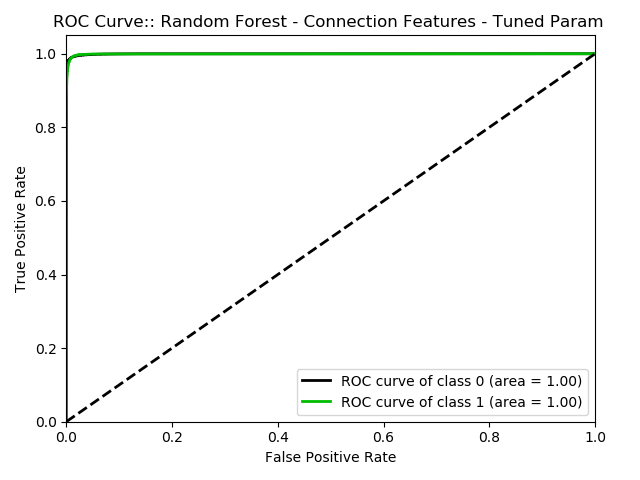 ROC Curve:: Random Forest - Connection Features - Tuned Param
1.0
0.8
0.6
0.4
0.2
0.0
True Positive Rate
ROC curve of class 0 (area = 1.00)
ROC curve of class 1 (area = 1.00)
0.0 0.2 0.4 0.6 0.8 1.0
False Positive Rate